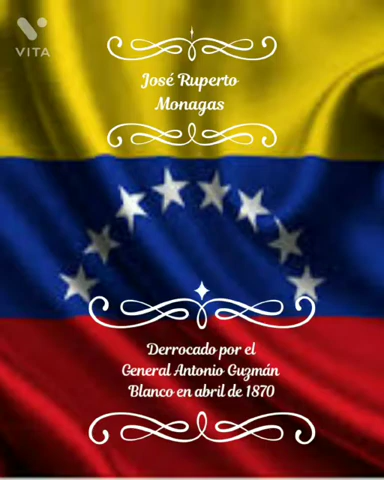 VITA
José Ruperto
Monagas
Derrocado por el
General Antonio Guzmán
Blanco en abril de 1870